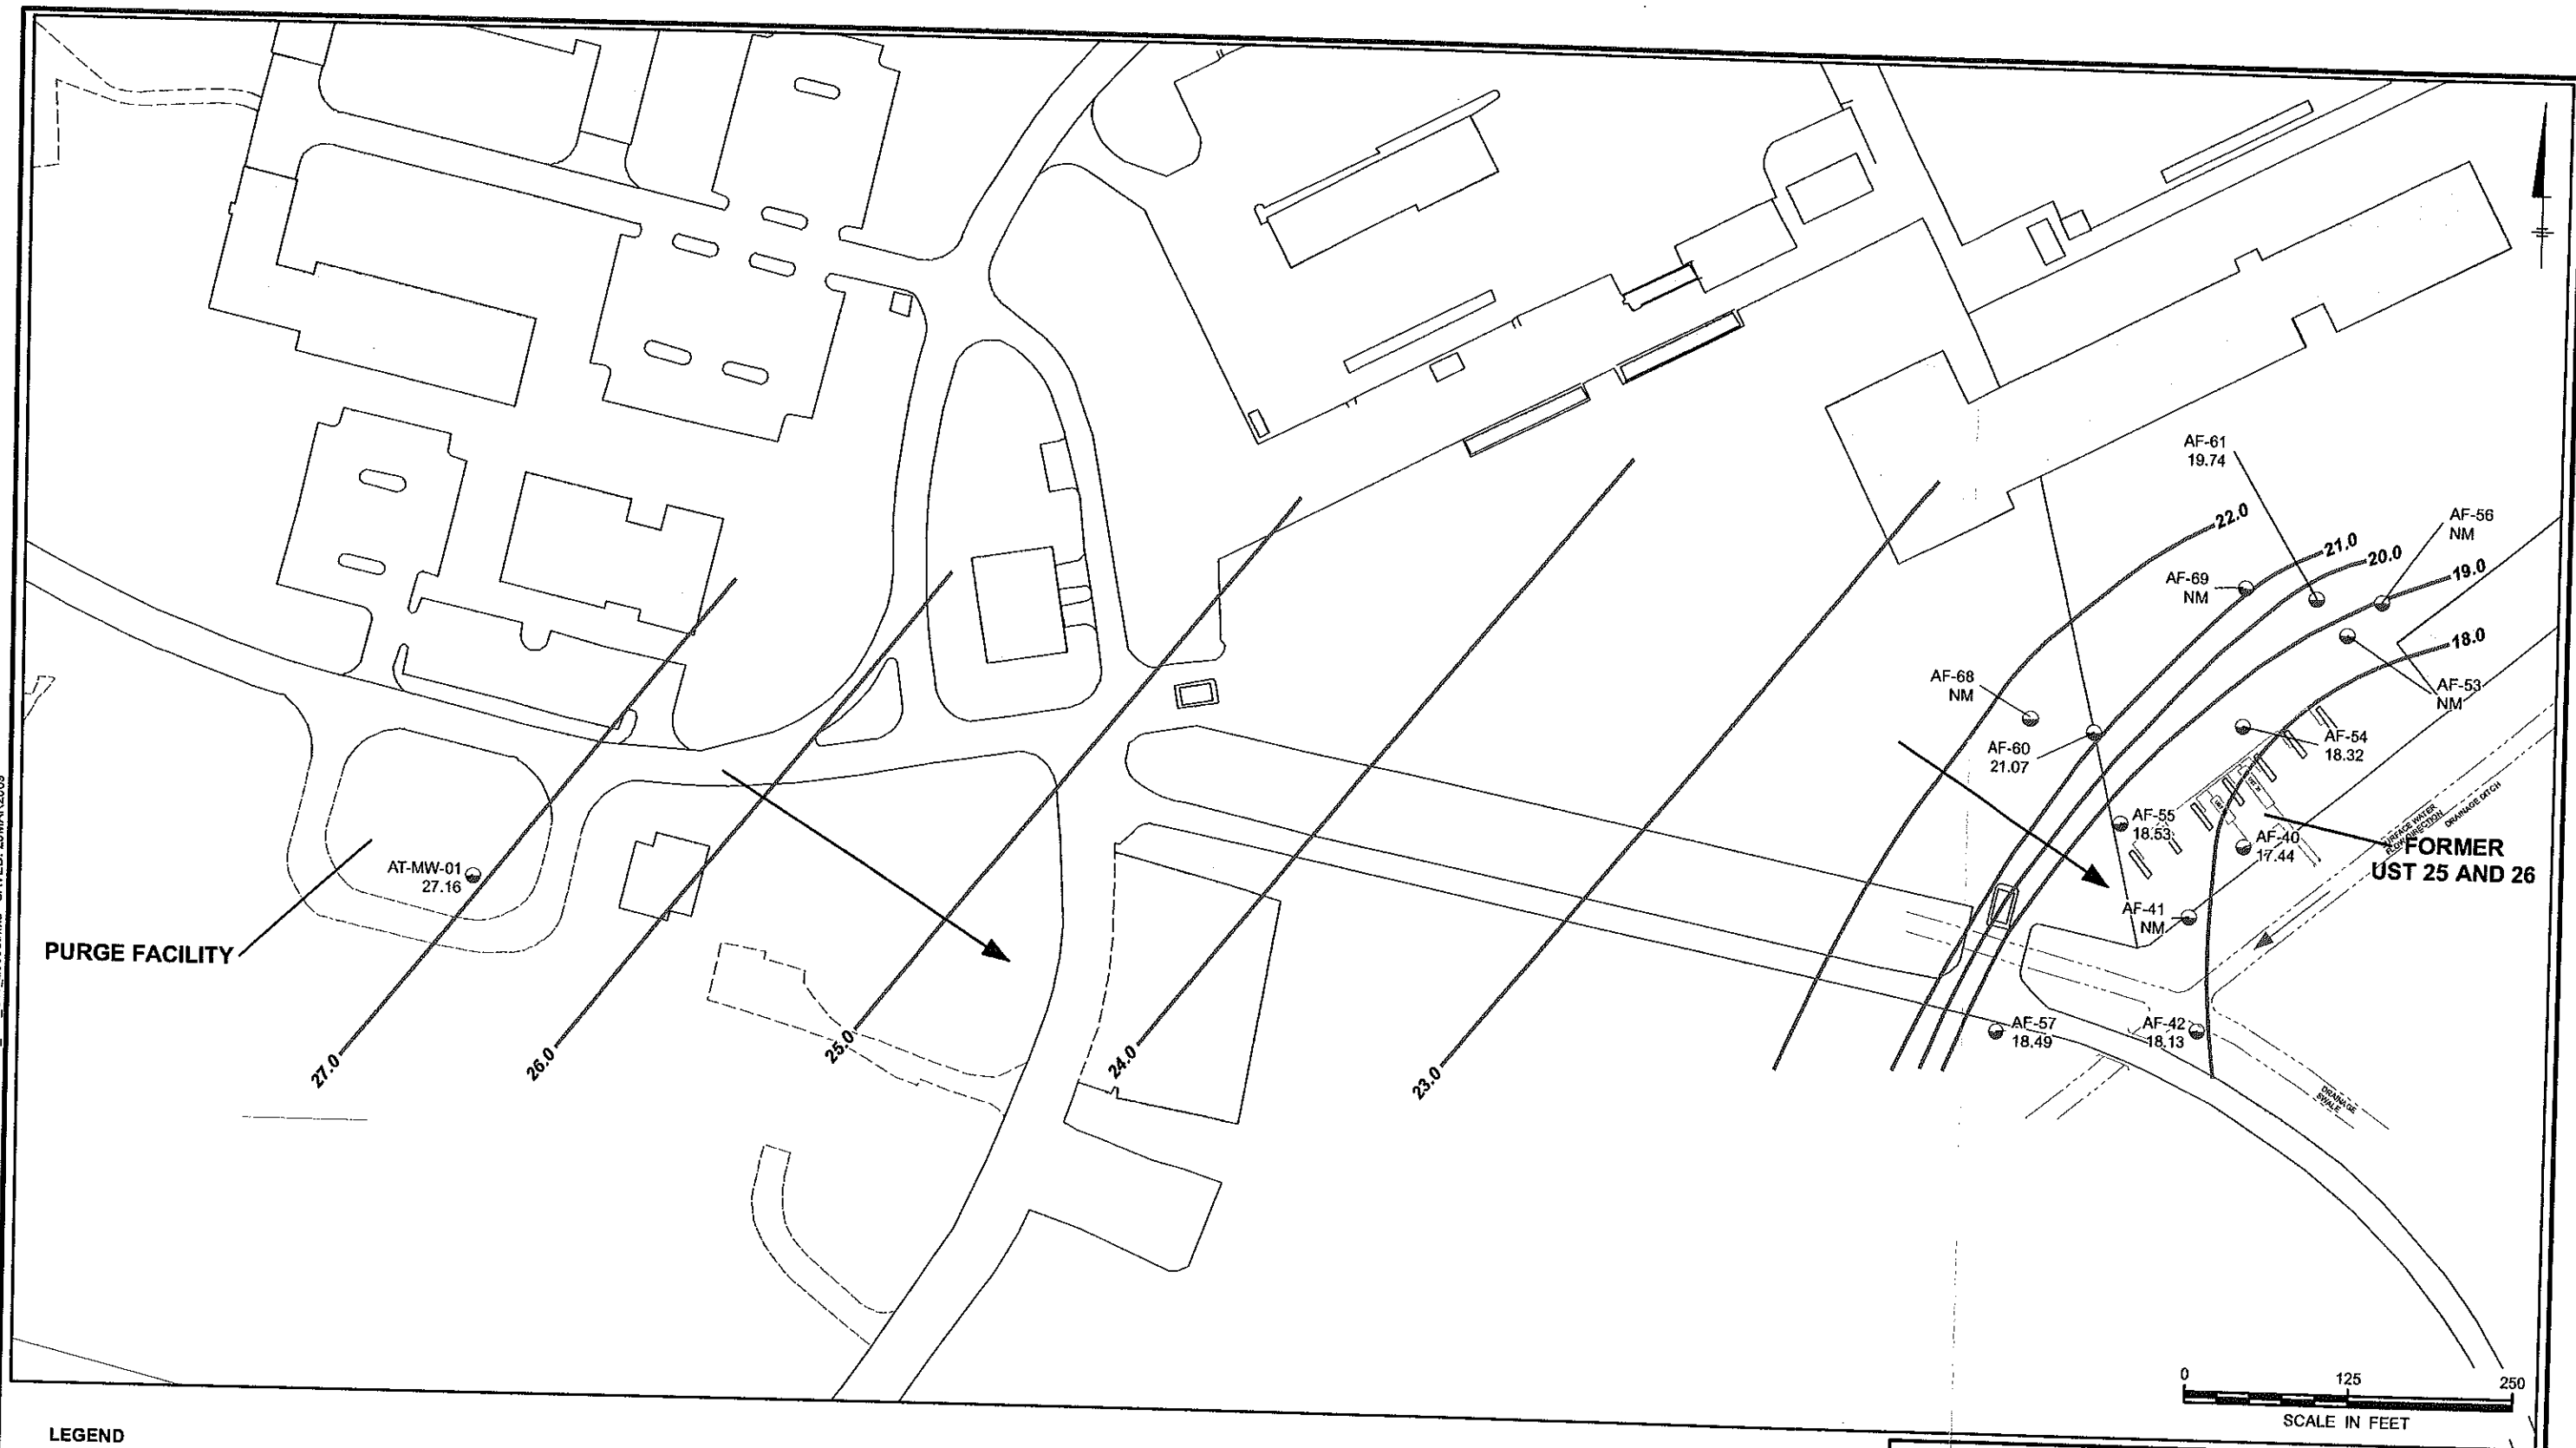 AF-61
19.74
22.0
AF-56
NM
21.0
20.0
19.0
AF-69
NM
18.0
AF-68
NM
AF-53
NM
AF-60
21.07
AF-54
18.32
AF-55
18.53
AF-40
17.44
DRAINAGE DITCH
FORMER
UST 25 AND 26
AT-MW-01
27.16
AF-41
NM
PURGE FACILITY
AF-57
18.49
AF-42
18.13
27.0
26.0
25.0
24.0
23.0
DRAINAGE
SWALE
0 125 250
SCALE IN FEET
LEGEND